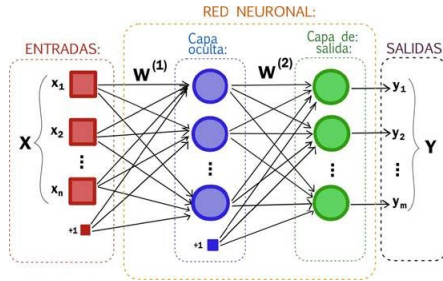 RED NEURONAL:
ENTRADAS:
Capa
oculta:
Capa de:
salida:
SALIDAS
W(1)
W(2)
x1
x2
xn
X
+1
+1
y1
y2
ym
Y